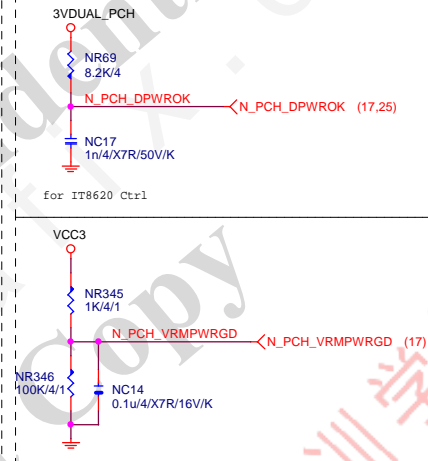 3VDUAL_PCH
NR69
8.2K/4
N_PCH_DPWROK
N_PCH_DPWROK (17,25)
NC17
1n/4/X7R/50V/K
for IT8620 Ctrl
VCC3
NR345
1K/4/1
N_PCH_VRMPWRGD
N_PCH_VRMPWRGD (17)
NR346
100K/4/1
NC14
0.1u/4/X7R/16V/K
Copy